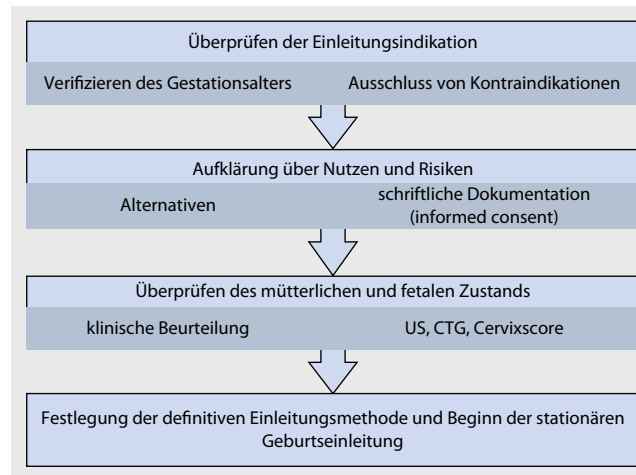 Überprüfen der Einleitungsindikation
Verifizieren des Gestationsalters
Ausschluss von Kontraindikationen
Aufklärung über Nutzen und Risiken
Alternativen
schriftliche Dokumentation
(informed consent)
Überprüfen des mütterlichen und fetalen Zustands
klinische Beurteilung
US, CTG, Cervixscore
Festlegung der definitiven Einleitungsmethode und Beginn der stationären
Geburtseinleitung